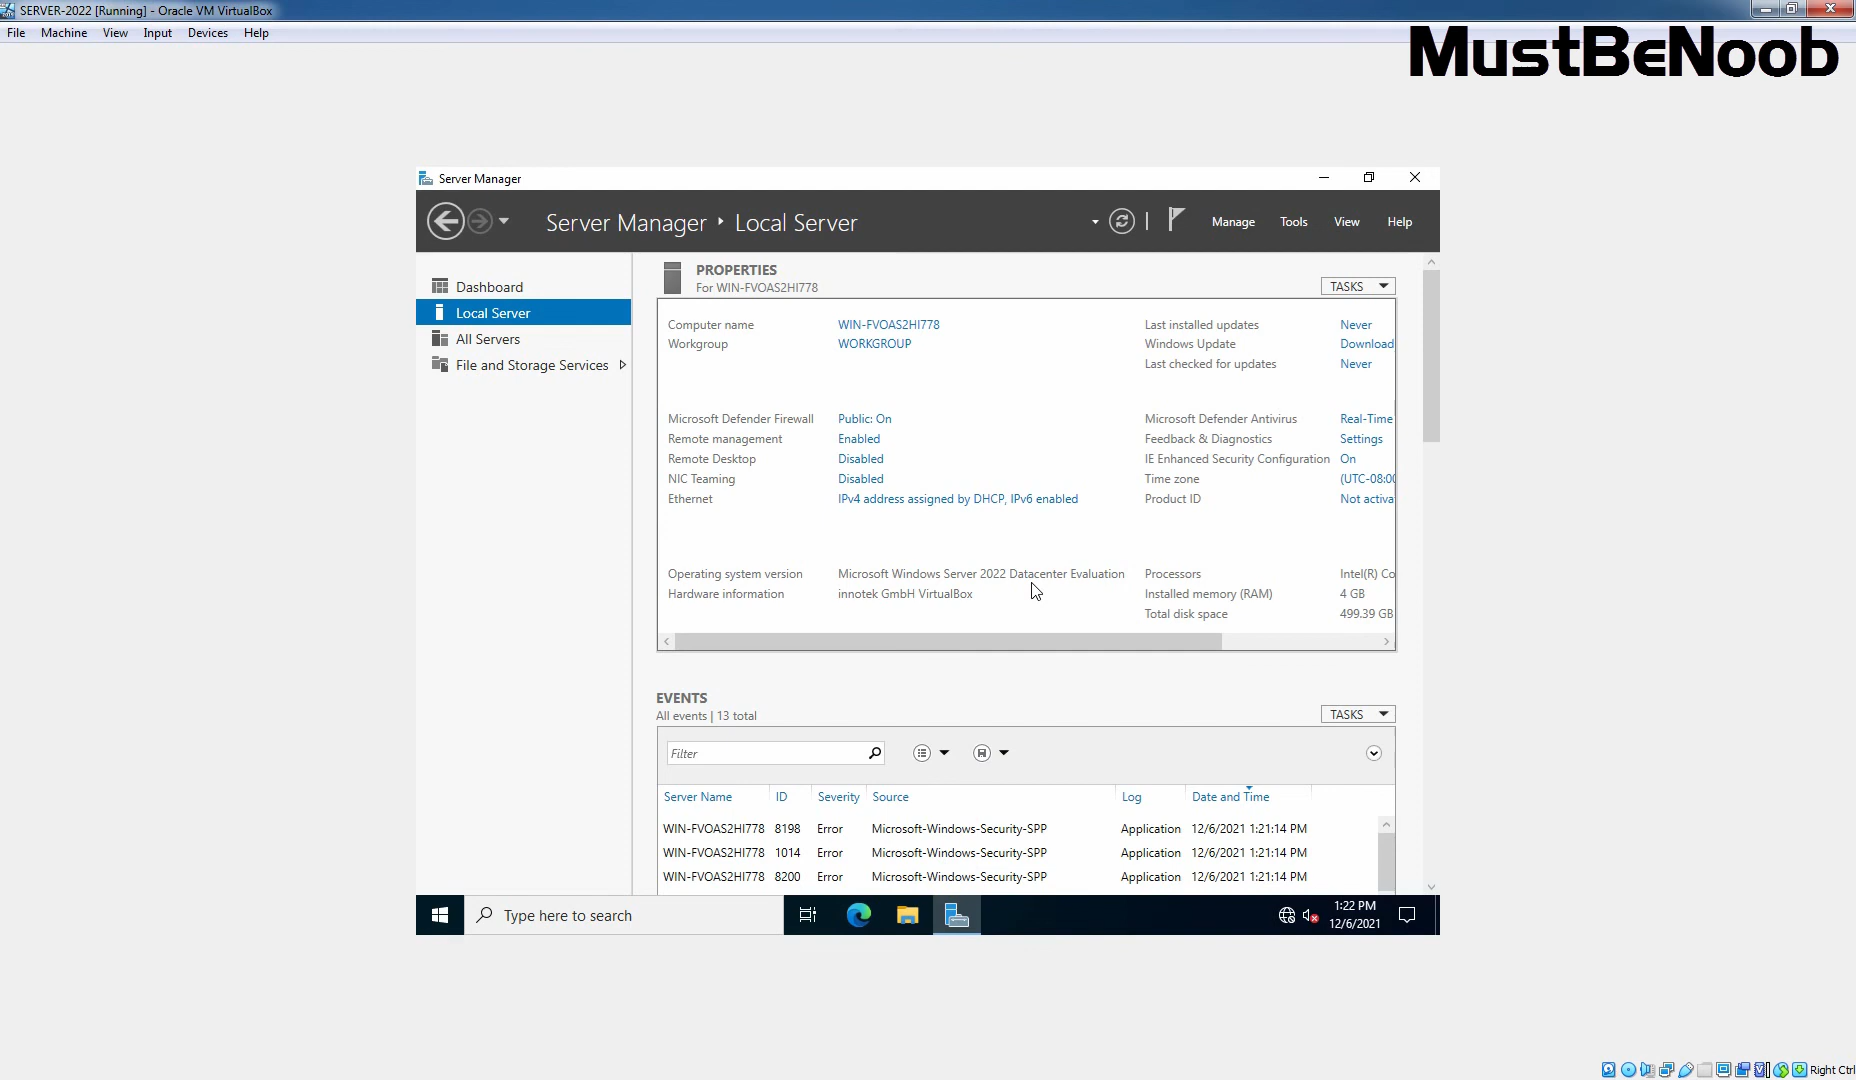 SERVER-2022 [Running] - Oracle VM VirtualBox
File Machine View Input Devices Help
MustBeNoob
Server Manager
Server Manager Local Server
Manage Tools View Help
Dashboard
Local Server
All Servers
File and Storage Services
PROPERTIES
For WIN-FVOAS2HI778
TASKS
Computer name WIN-FVOAS2HI778 Last installed updates Never
Workgroup WORKGROUP Windows Update Download
Last checked for updates Never
Microsoft Defender Firewall Public: On Microsoft Defender Antivirus Real-Time
Remote management Enabled Feedback & Diagnostics Settings
Remote Desktop Disabled IE Enhanced Security Configuration On
NIC Teaming Disabled Time zone (UTC-08:00
Ethernet IPv4 address assigned by DHCP, IPv6 enabled Product ID Not activa
Operating system version Microsoft Windows Server 2022 Datacenter Evaluation Processors Intel(R) Co
Hardware information innotek GmbH VirtualBox Installed memory (RAM) 4 GB
Total disk space 499.39 GB
EVENTS
All events | 13 total
TASKS
Filter
Server Name ID Severity Source Log Date and Time
WIN-FVOAS2HI778 8198 Error Microsoft-Windows-Security-SPP Application 12/6/2021 1:21:14 PM
WIN-FVOAS2HI778 1014 Error Microsoft-Windows-Security-SPP Application 12/6/2021 1:21:14 PM
WIN-FVOAS2HI778 8200 Error Microsoft-Windows-Security-SPP Application 12/6/2021 1:21:14 PM
Type here to search
1:22 PM
12/6/2021
Right Ctrl